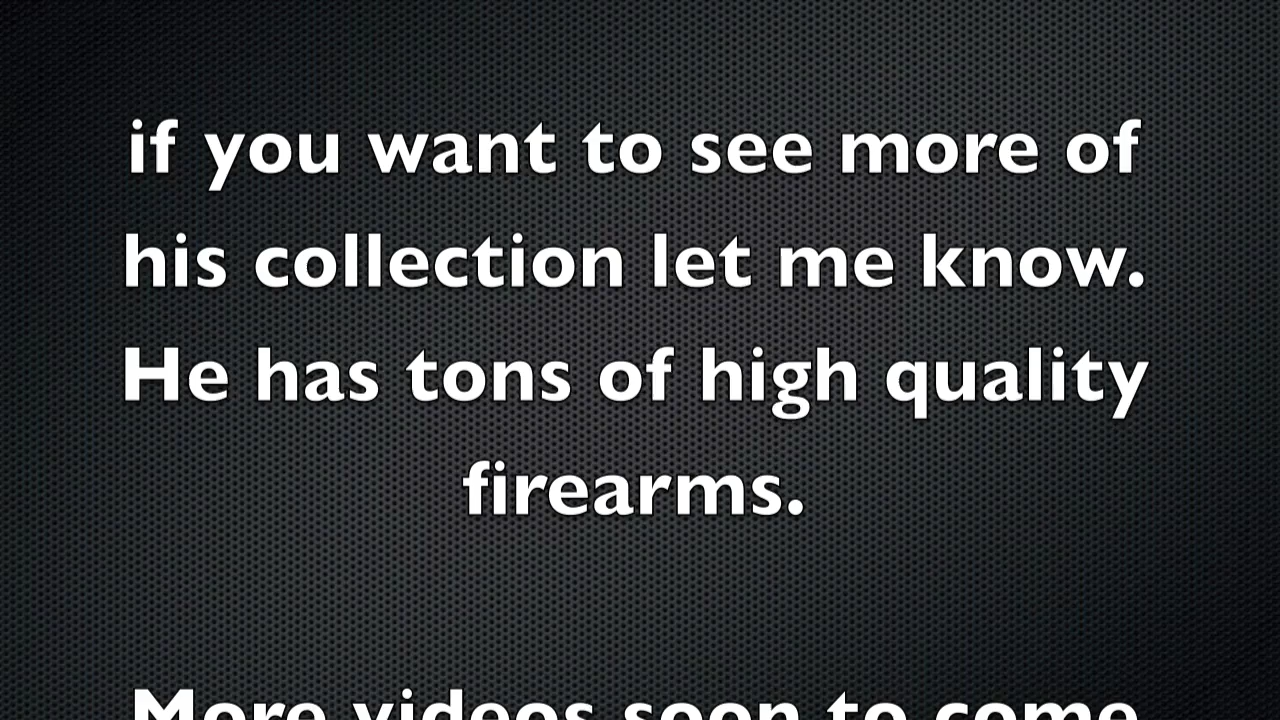 if you want to see more of
his collection let me know.
He has tons of high quality
firearms.
More videos soon to come